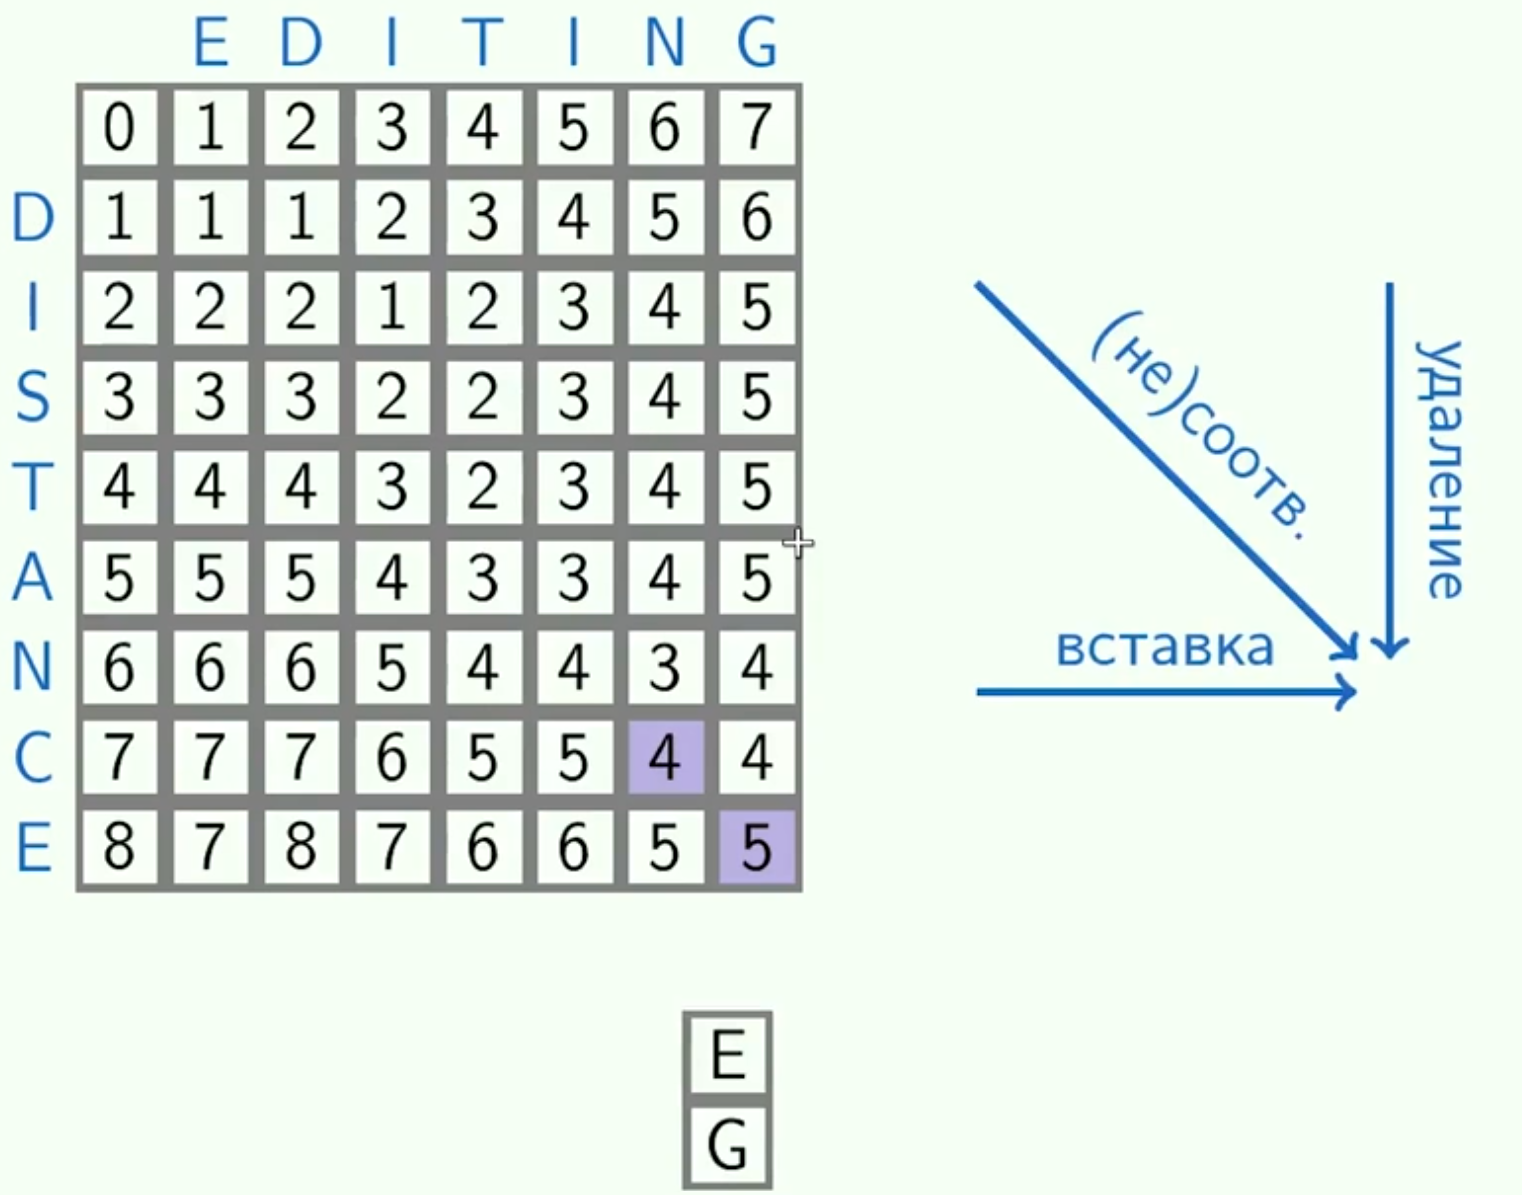 E D I T I N G
0 1 2 3 4 5 6 7
D 1 1 1 2 3 4 5 6
I 2 2 2 1 2 3 4 5
S 3 3 3 2 2 3 4 5
T 4 4 4 3 2 3 4 5
A 5 5 5 4 3 3 4 5
N 6 6 6 5 4 4 3 4
C 7 7 7 6 5 5 4 4
E 8 7 8 7 6 6 5 5
(не)соотв.
удаление
вставка
E
G